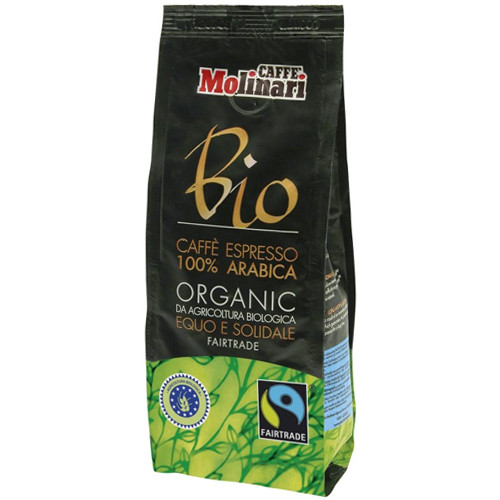 CAFFÈ
Molinari
Bio
CAFFÈ ESPRESSO
100% ARABICA
ORGANIC
DA AGRICOLTURA BIOLOGICA
EQUO E SOLIDALE
FAIRTRADE
FAIRTRADE